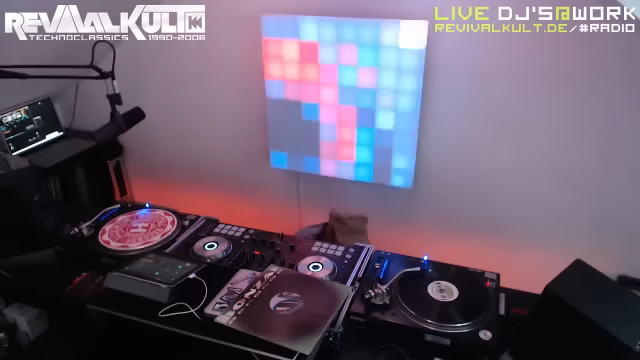 REVIVALKULT
TECHNOCLASSICS 1990-2008
LIVE DJ'S@WORK
REVIVALKULT.DE/#RADIO